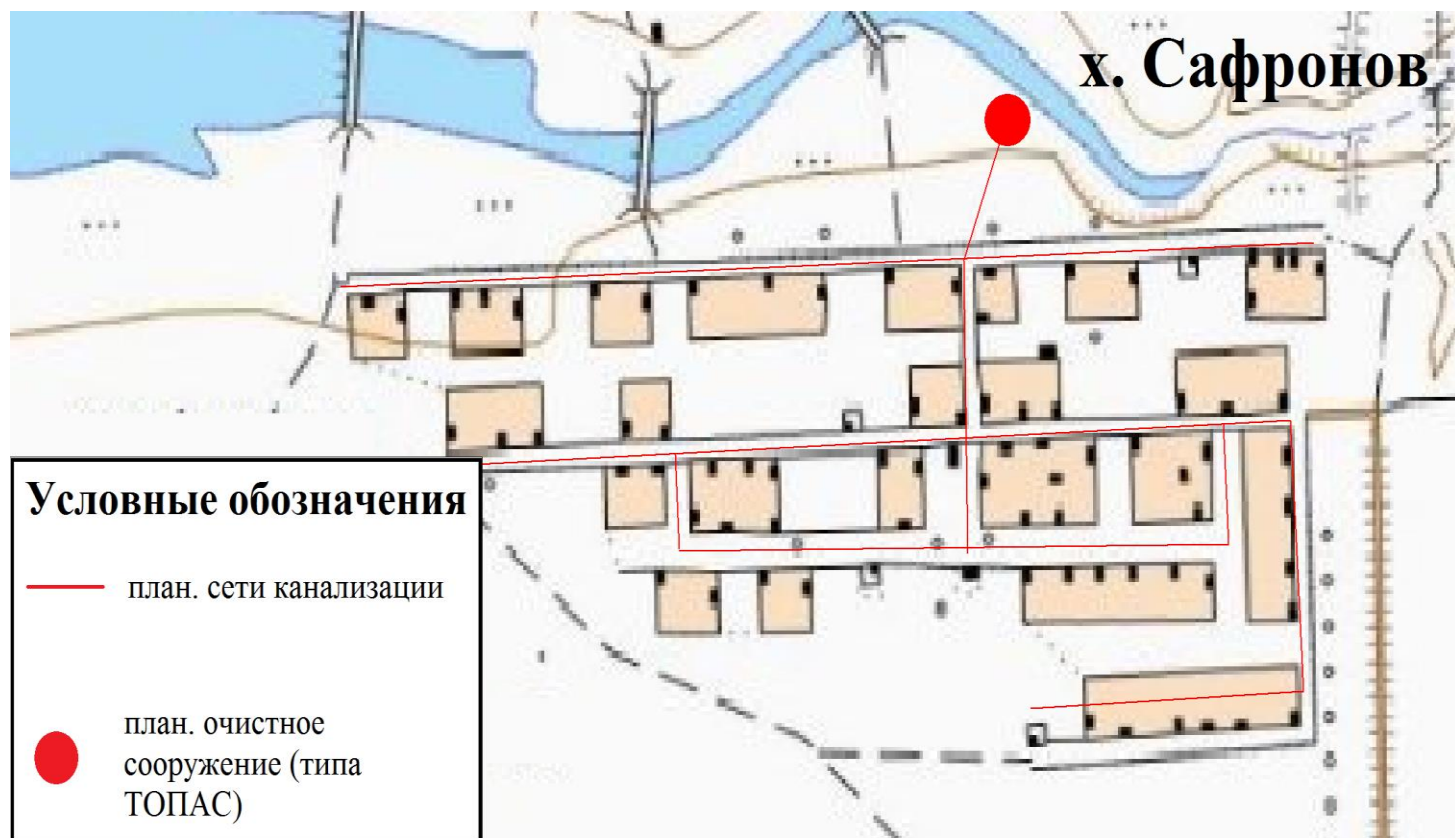 х. Сафронов
Условные обозначения
план. сети канализации
план. очистное
сооружение (типа
ТОПАС)